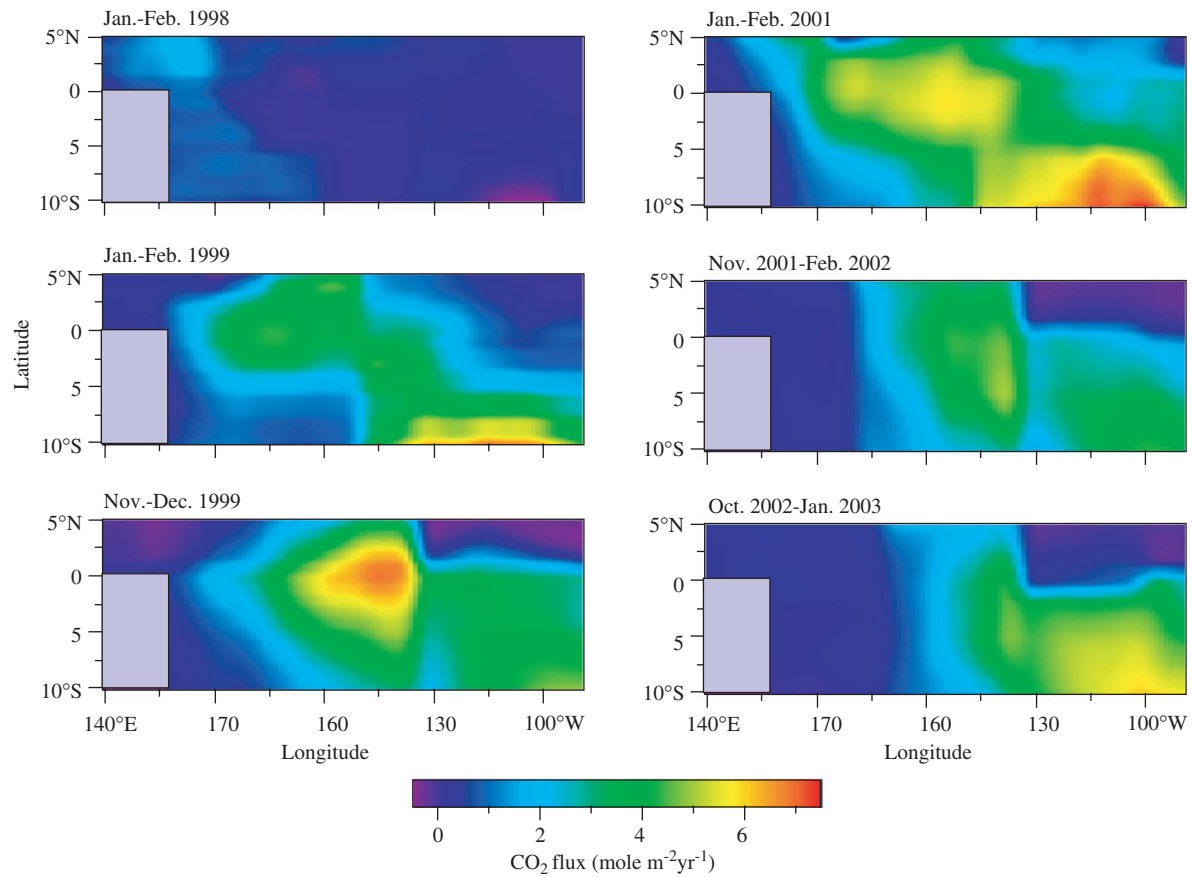 Jan.-Feb. 1998
5°N
0
5
10°S
Jan.-Feb. 2001
5°N
0
5
10°S
Jan.-Feb. 1999
5°N
0
5
10°S
Nov. 2001-Feb. 2002
5°N
0
5
10°S
Latitude
Nov.-Dec. 1999
5°N
0
5
10°S
140°E 170 160 130 100°W
Longitude
Oct. 2002-Jan. 2003
5°N
0
5
10°S
140°E 170 160 130 100°W
Longitude
0 2 4 6
CO₂ flux (mole m⁻²yr⁻¹)